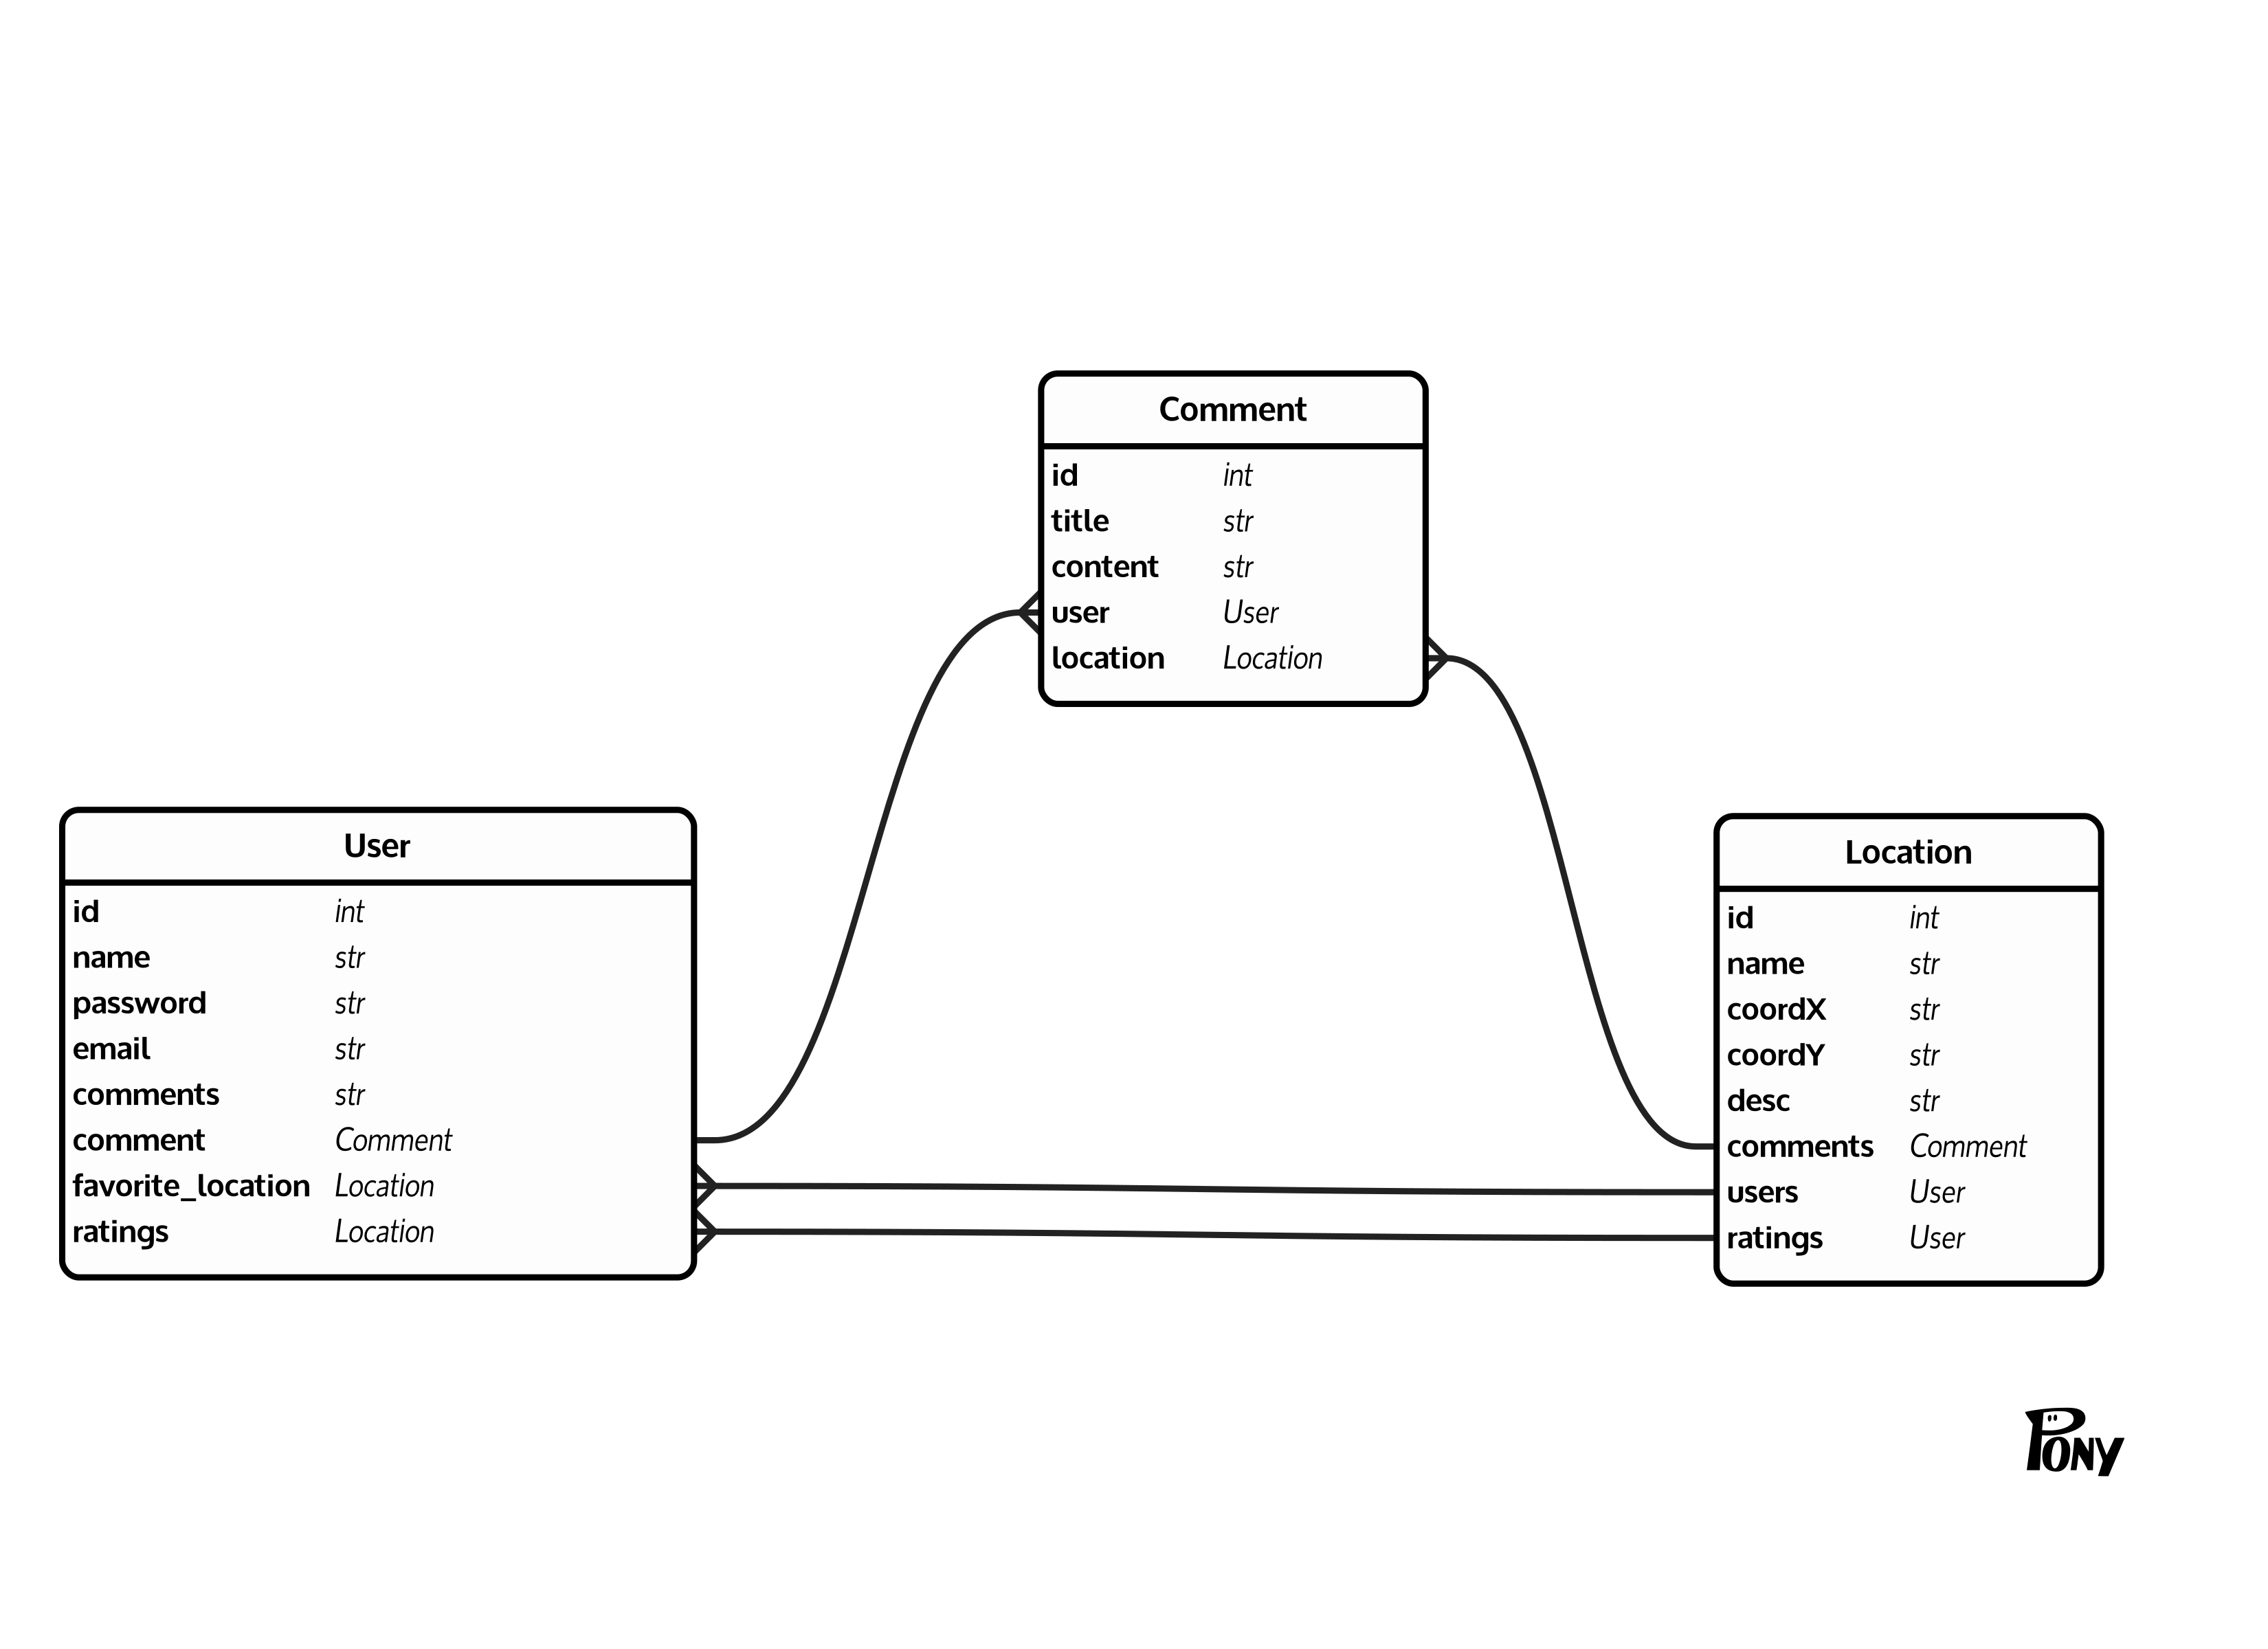 Comment
id int
title str
content str
user User
location Location
User
id int
name str
password str
email str
comments str
comment Comment
favorite_location Location
ratings Location
Location
id int
name str
coordX str
coordY str
desc str
comments Comment
users User
ratings User
PONY